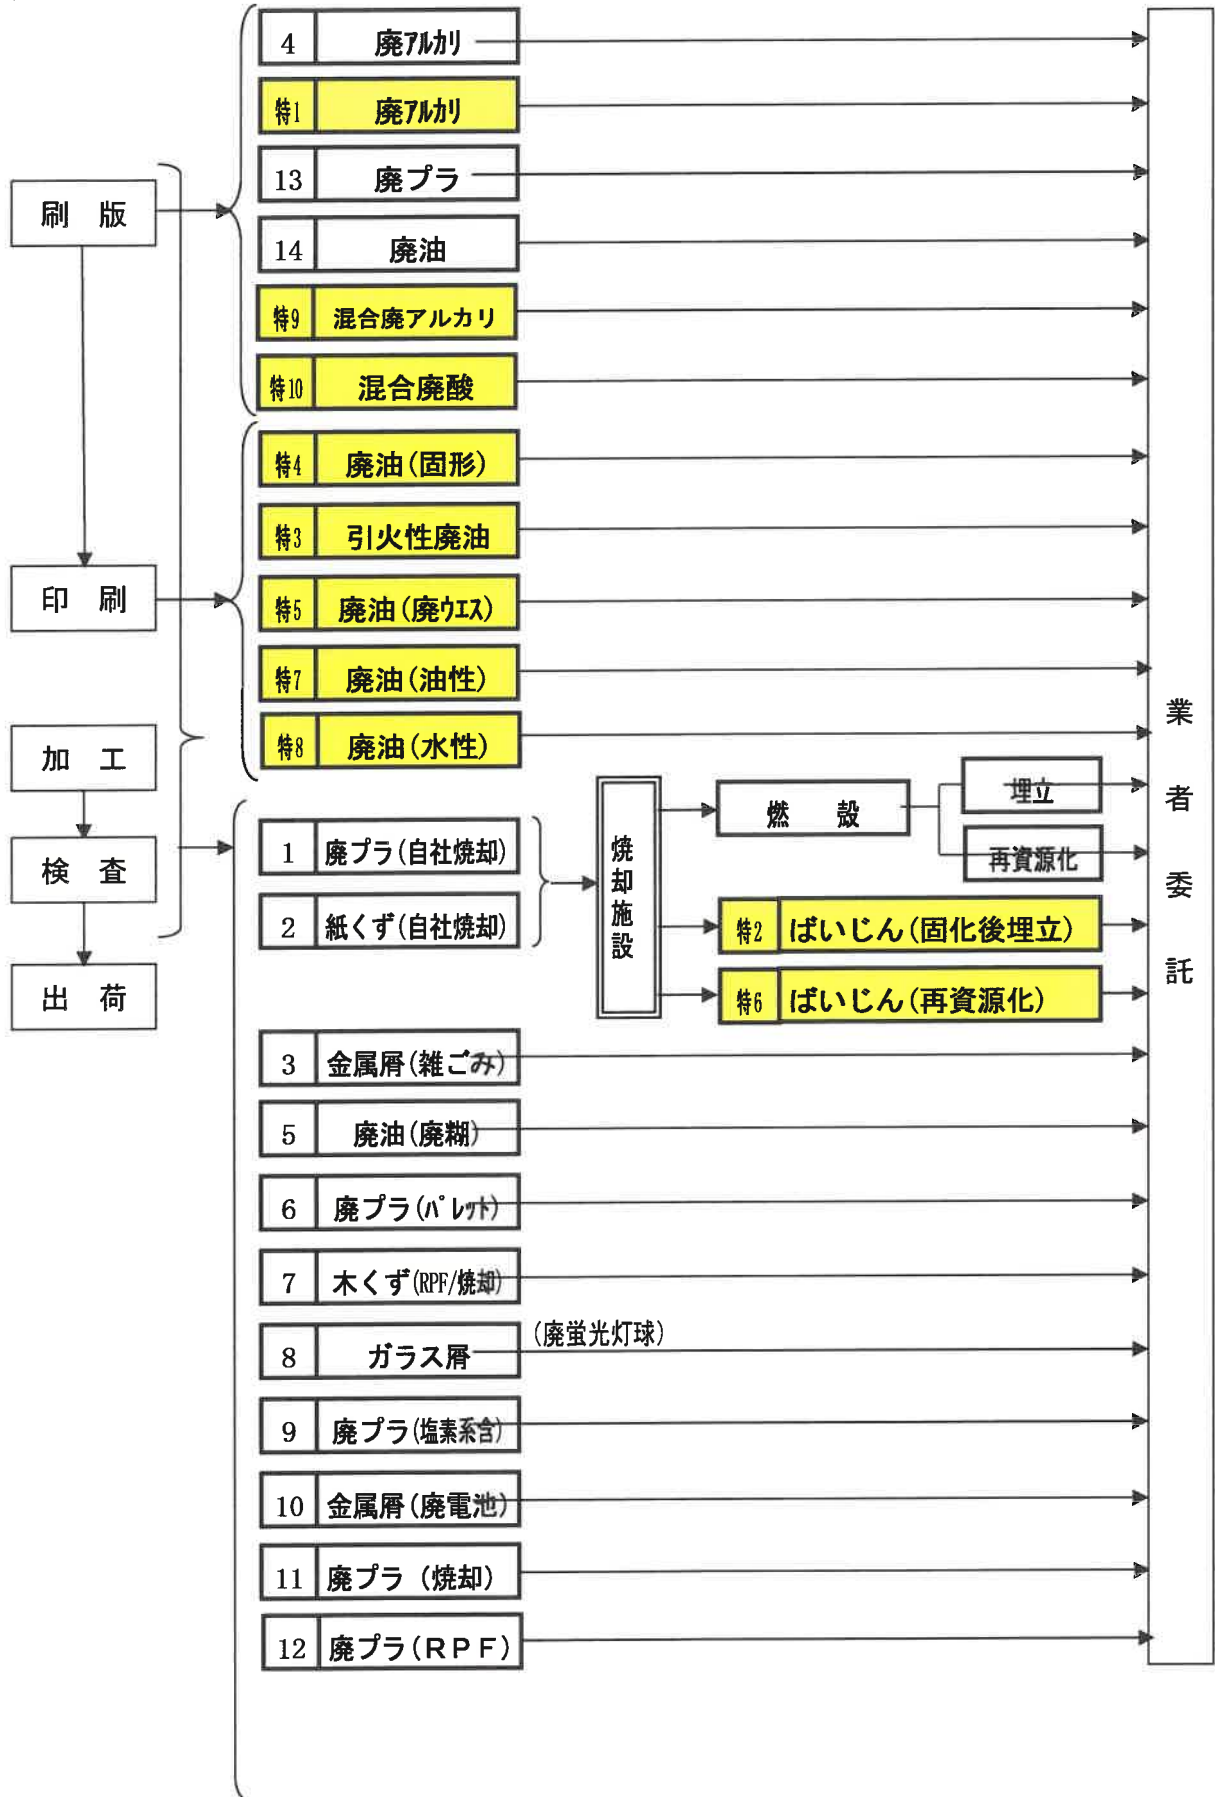 4 廃ｱﾙｶﾘ
特1 廃ｱﾙｶﾘ
13 廃プラ
14 廃油
特9 混合廃アルカリ
特10 混合廃酸
特4 廃油(固形)
特3 引火性廃油
特5 廃油(廃ｳｴｽ)
特7 廃油(油性)
特8 廃油(水性)
刷 版
印 刷
加 工
検 査
出 荷
1 廃プラ(自社焼却)
2 紙くず(自社焼却)
焼却施設
燃 殻
埋立
再資源化
特2 ばいじん(固化後埋立)
特6 ばいじん(再資源化)
3 金属屑(雑ごみ)
5 廃油(廃糊)
6 廃プラ(ﾊﾟﾚｯﾄ)
7 木くず(RPF/焼却)
8 ガラス屑
(廃蛍光灯球)
9 廃プラ(塩素系含)
10 金属屑(廃電池)
11 廃プラ (焼却)
12 廃プラ(ＲＰＦ)
業者委託